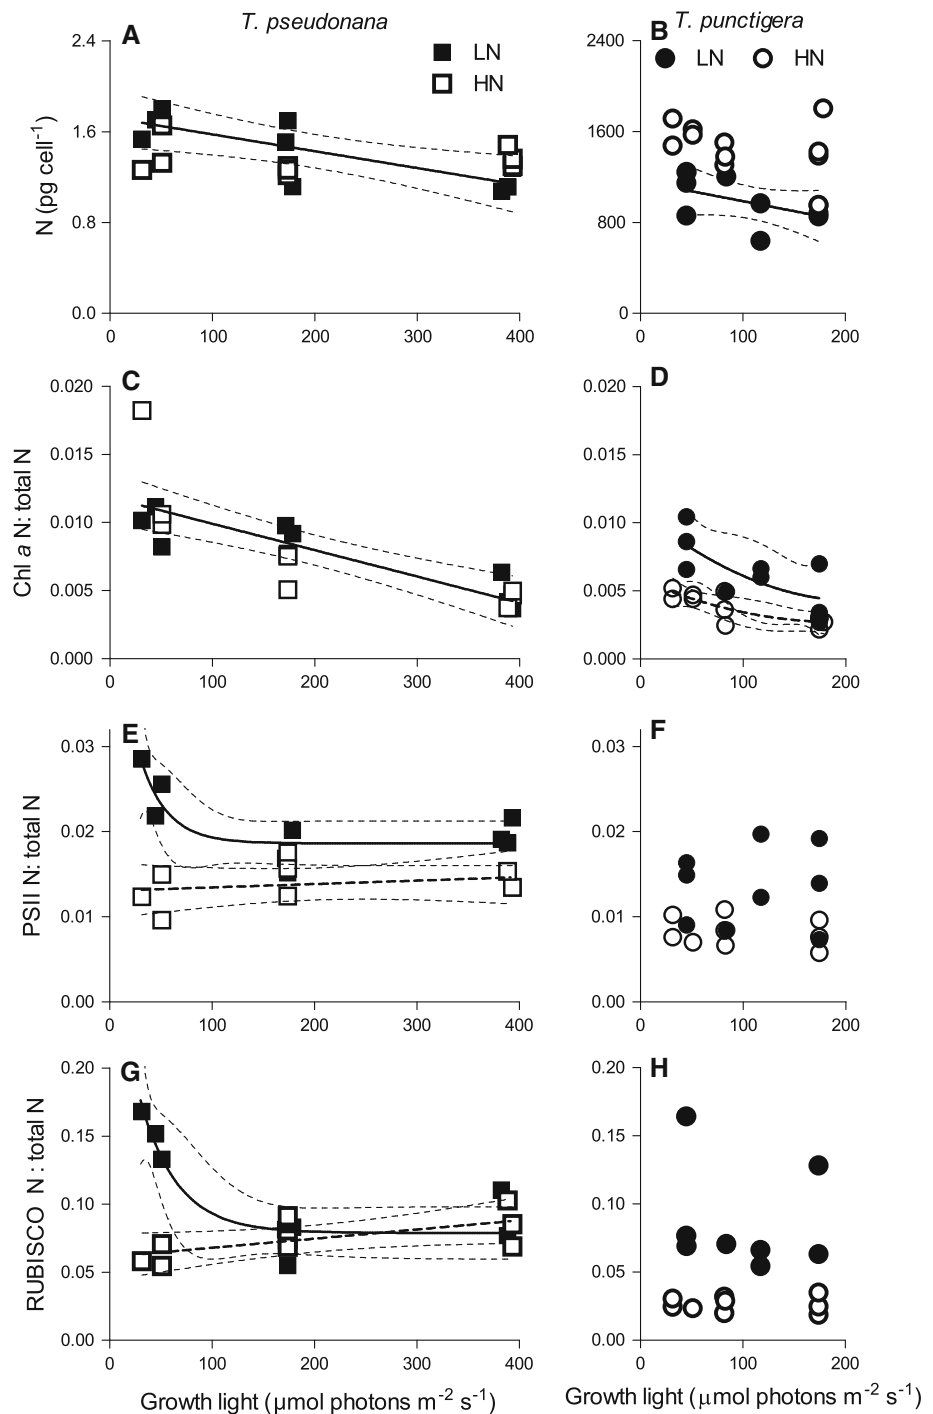 T. pseudonana
T. punctigera
A
LN
HN
2.4
1.6
0.8
0.0
N (pg cell-1)
0 100 200 300 400
B
LN HN
2400
1600
800
0
0 100 200
C
0.020
0.015
0.010
0.005
0.000
Chl a N: total N
0 100 200 300 400
D
0.020
0.015
0.010
0.005
0.000
0 100 200
E
0.03
0.02
0.01
0.00
PSII N: total N
0 100 200 300 400
F
0.03
0.02
0.01
0.00
0 100 200
G
0.20
0.15
0.10
0.05
0.00
RUBISCO N : total N
0 100 200 300 400
Growth light (µmol photons m-2 s-1)
H
0.20
0.15
0.10
0.05
0.00
0 100 200
Growth light (µmol photons m-2 s-1)